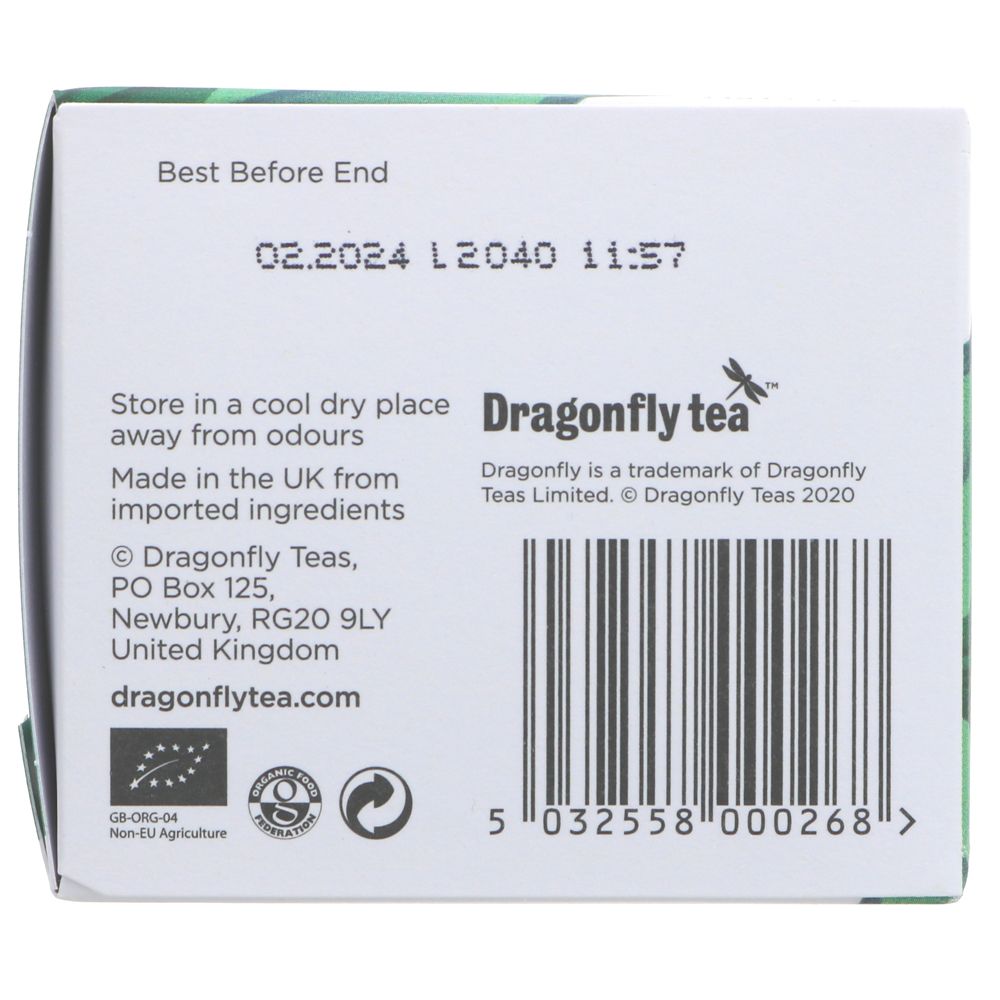 Best Before End
02.2024 L2040 11:57
Store in a cool dry place
away from odours
Made in the UK from
imported ingredients
© Dragonfly Teas,
PO Box 125,
Newbury, RG20 9LY
United Kingdom
dragonflytea.com
GB-ORG-04
Non-EU Agriculture
ORGANIC FOOD
FEDERATION
Dragonfly tea™
Dragonfly is a trademark of Dragonfly
Teas Limited. © Dragonfly Teas 2020
5 032558 000268 >